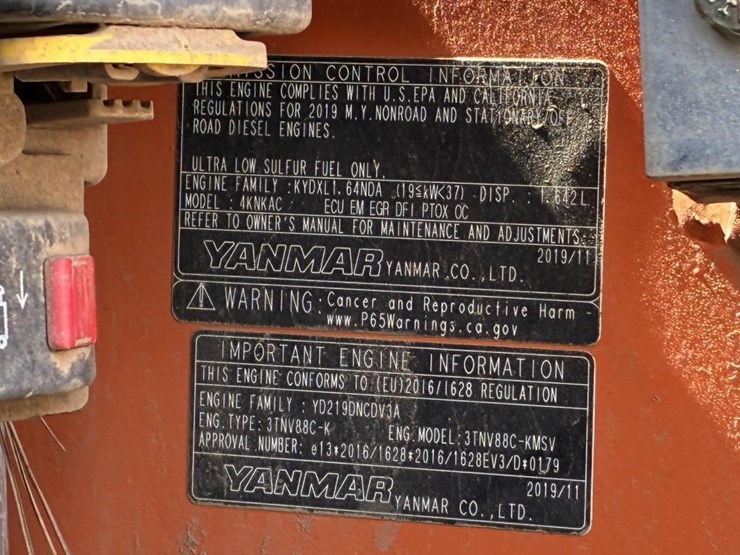 EMISSION CONTROL INFORMATION
THIS ENGINE COMPLIES WITH U.S.EPA AND CALIFORNIA
REGULATIONS FOR 2019 M.Y.NONROAD AND STATIONARY/OFF
ROAD DIESEL ENGINES.
ULTRA LOW SULFUR FUEL ONLY.
ENGINE FAMILY :KYDXL1.64NDA (19≦kW<37) DISP. : 1.642L
MODEL : 4KNKAC ECU EM EGR DFI PTOX OC
REFER TO OWNER'S MANUAL FOR MAINTENANCE AND ADJUSTMENTS.
2019/11
YANMAR YANMAR CO.,LTD.
WARNING: Cancer and Reproductive Harm -
www.P65Warnings.ca.gov
IMPORTANT ENGINE INFORMATION
THIS ENGINE CONFORMS TO (EU)2016/1628 REGULATION
ENGINE FAMILY : YD219DNCDV3A
ENG.TYPE: 3TNV88C-K ENG.MODEL:3TNV88C-KMSV
APPROVAL NUMBER: e13*2016/1628*2016/1628EV3/D*0179
2019/11
YANMAR YANMAR CO.,LTD.